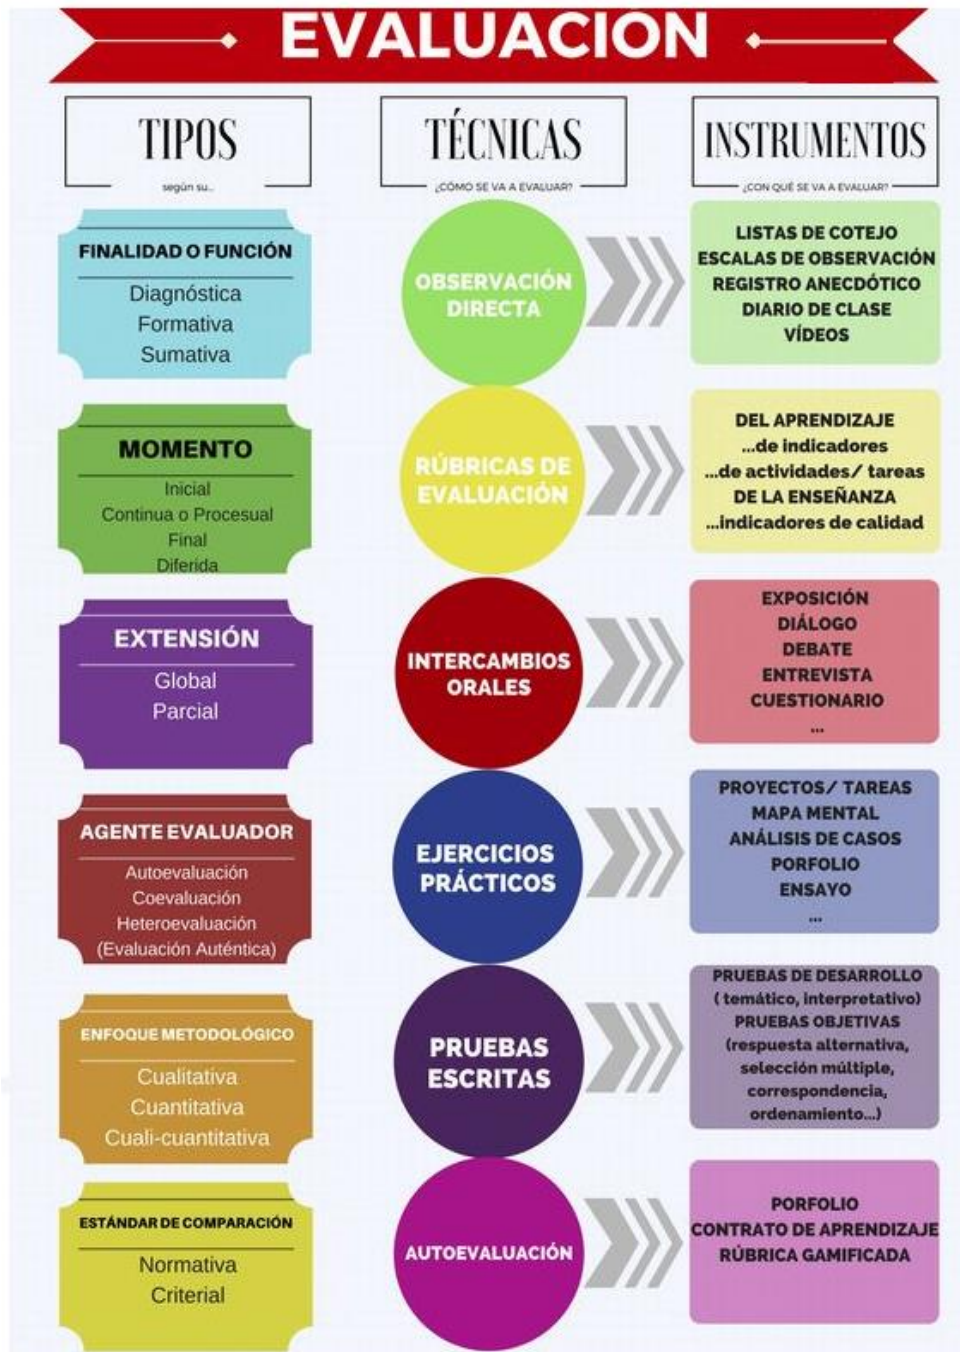 EVALUACIÓN
TIPOS
según su...
FINALIDAD O FUNCIÓN
Diagnóstica
Formativa
Sumativa
MOMENTO
Inicial
Continua o Procesual
Final
Diferida
EXTENSIÓN
Global
Parcial
AGENTE EVALUADOR
Autoevaluación
Coevaluación
Heteroevaluación
(Evaluación Auténtica)
ENFOQUE METODOLÓGICO
Cualitativa
Cuantitativa
Cuali-cuantitativa
ESTÁNDAR DE COMPARACIÓN
Normativa
Criterial
TÉCNICAS
¿CÓMO SE VA A EVALUAR?
OBSERVACIÓN
DIRECTA
RÚBRICAS DE
EVALUACIÓN
INTERCAMBIOS
ORALES
EJERCICIOS
PRÁCTICOS
PRUEBAS
ESCRITAS
AUTOEVALUACIÓN
INSTRUMENTOS
¿CON QUÉ SE VA A EVALUAR?
LISTAS DE COTEJO
ESCALAS DE OBSERVACIÓN
REGISTRO ANECDÓTICO
DIARIO DE CLASE
VÍDEOS
DEL APRENDIZAJE
...de indicadores
...de actividades/ tareas
DE LA ENSEÑANZA
...indicadores de calidad
EXPOSICIÓN
DIÁLOGO
DEBATE
ENTREVISTA
CUESTIONARIO
...
PROYECTOS/ TAREAS
MAPA MENTAL
ANÁLISIS DE CASOS
PORFOLIO
ENSAYO
...
PRUEBAS DE DESARROLLO
( temático, interpretativo)
PRUEBAS OBJETIVAS
(respuesta alternativa,
selección múltiple,
correspondencia,
ordenamiento...)
PORFOLIO
CONTRATO DE APRENDIZAJE
RÚBRICA GAMIFICADA